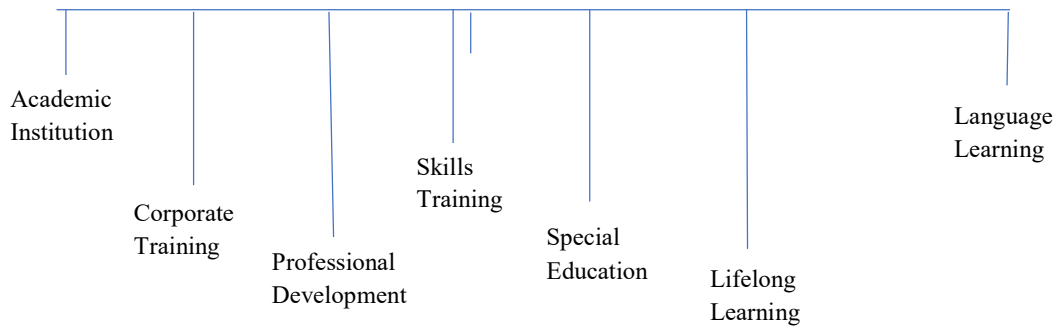 Academic
Institution
Corporate
Training
Professional
Development
Skills
Training
Special
Education
Lifelong
Learning
Language
Learning